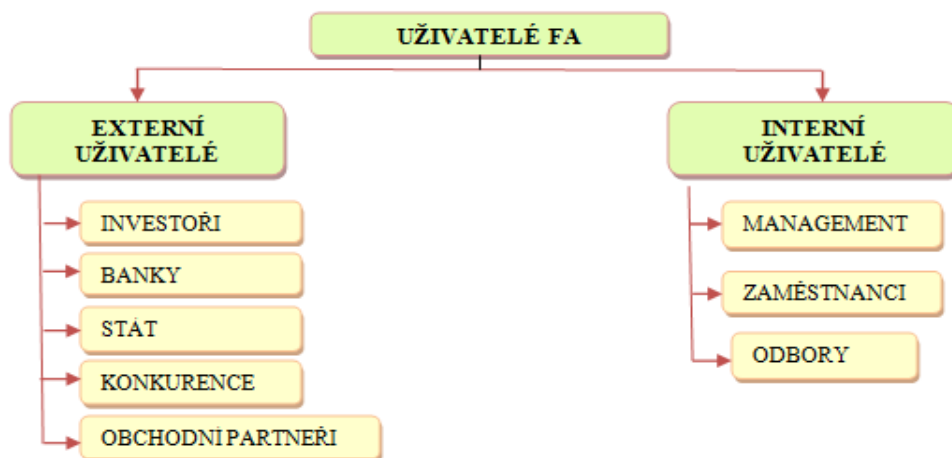 UŽIVATELÉ FA
EXTERNÍ
UŽIVATELÉ
INVESTOŘI
BANKY
STÁT
KONKURENCE
OBCHODNÍ PARTNEŘI
INTERNÍ
UŽIVATELÉ
MANAGEMENT
ZAMĚSTNANCI
ODBORY